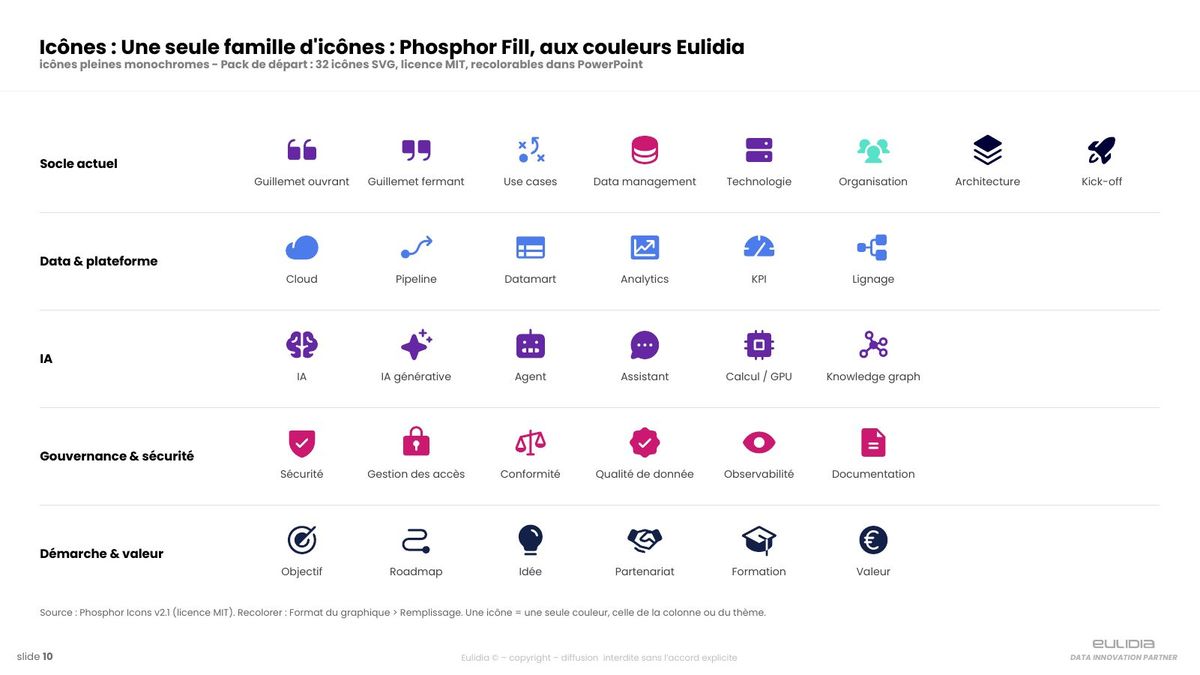 Icônes : Une seule famille d'icônes : Phosphor Fill, aux couleurs Eulidia
icônes pleines monochromes - Pack de départ : 32 icônes SVG, licence MIT, recolorables dans PowerPoint
Socle actuel
Guillemet ouvrant Guillemet fermant Use cases Data management Technologie Organisation Architecture Kick-off
Data & plateforme
Cloud Pipeline Datamart Analytics KPI Lignage
IA
IA IA générative Agent Assistant Calcul / GPU Knowledge graph
Gouvernance & sécurité
Sécurité Gestion des accès Conformité Qualité de donnée Observabilité Documentation
Démarche & valeur
Objectif Roadmap Idée Partenariat Formation Valeur
Source : Phosphor Icons v2.1 (licence MIT). Recolorer : Format du graphique > Remplissage. Une icône = une seule couleur, celle de la colonne ou du thème.
slide 10
Eulidia © - copyright - diffusion interdite sans l'accord explicite
EULIDIA
DATA INNOVATION PARTNER